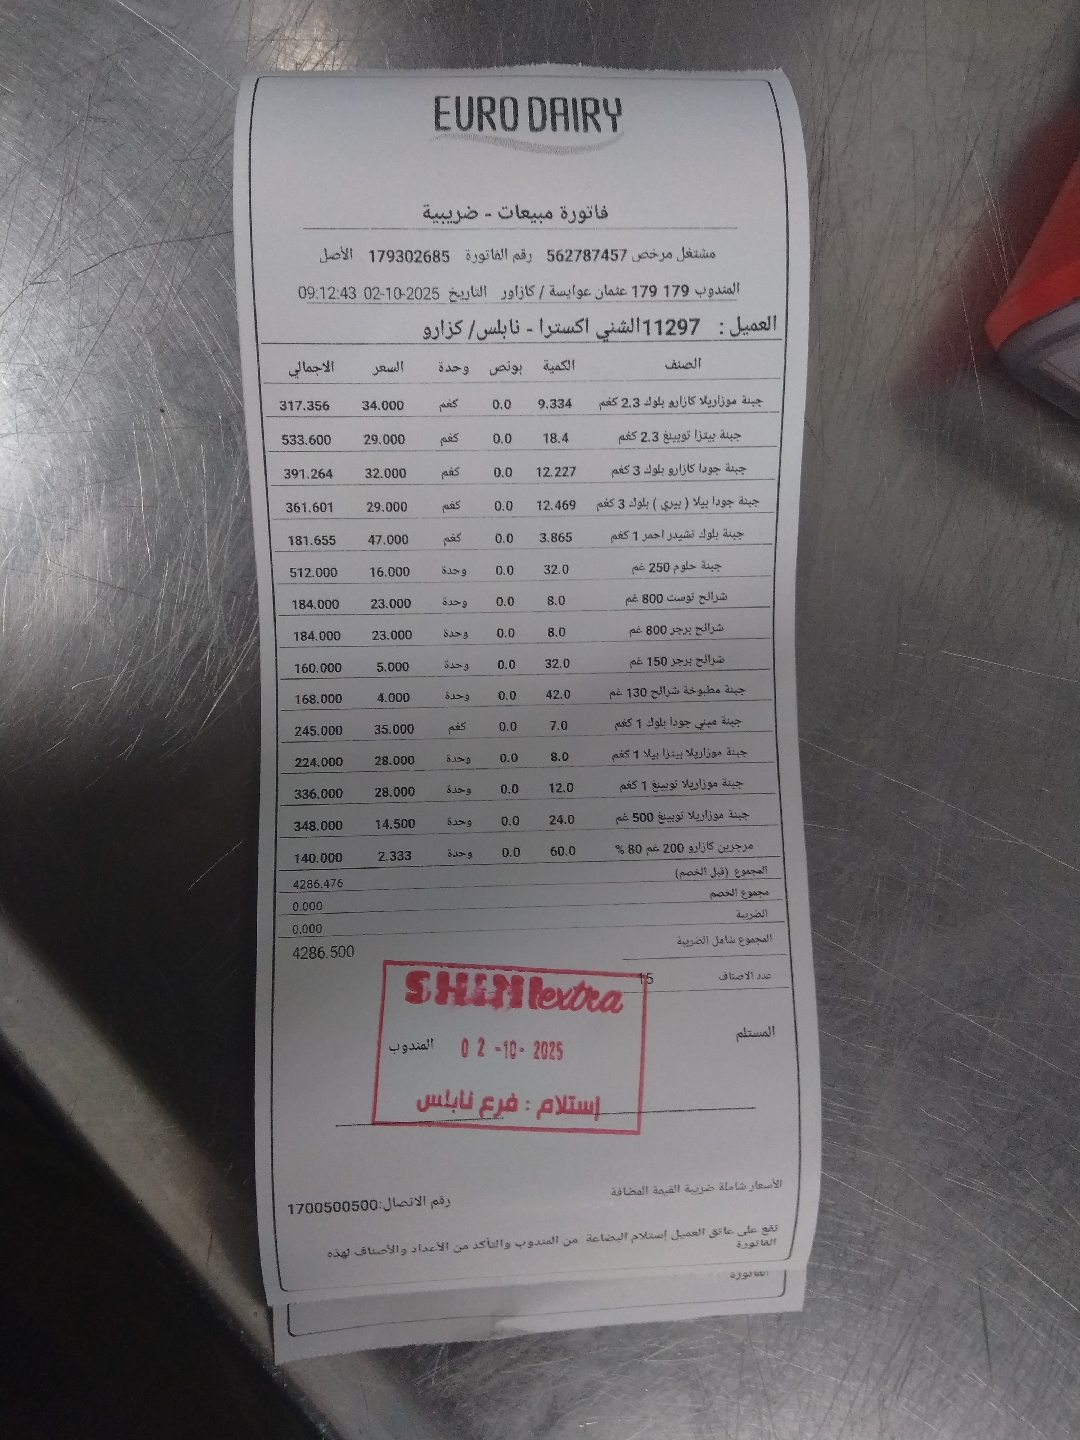 EURO DAIRY
فاتورة مبيعات - ضريبية
مشتغل مرخص 562787457 رقم الفاتورة 179302685 الأصل
المندوب 179 179 عثمان عوايسة / كازاور التاريخ 02-10-2025 09:12:43
العميل : 11297 الشني اكسترا - نابلس/ كزارو
الصنف الكمية بونص وحدة السعر الاجمالي
جبنة موزاريلا كازارو بلوك 2.3 كغم 9.334 0.0 كغم 34.000 317.356
جبنة بيتزا توبينغ 2.3 كغم 18.4 0.0 كغم 29.000 533.600
جبنة جودا كازارو بلوك 3 كغم 12.227 0.0 كغم 32.000 391.264
جبنة جودا بيلا ( بيري ) بلوك 3 كغم 12.469 0.0 كغم 29.000 361.601
جبنة بلوك تشيدر احمر 1 كغم 3.865 0.0 كغم 47.000 181.655
جبنة حلوم 250 غم 32.0 0.0 وحدة 16.000 512.000
شرائح توست 800 غم 8.0 0.0 وحدة 23.000 184.000
شرائح برجر 800 غم 8.0 0.0 وحدة 23.000 184.000
شرائح برجر 150 غم 32.0 0.0 وحدة 5.000 160.000
جبنة مطبوخة شرائح 130 غم 42.0 0.0 وحدة 4.000 168.000
جبنة ميني جودا بلوك 1 كغم 7.0 0.0 كغم 35.000 245.000
جبنة موزاريلا بيتزا بيلا 1 كغم 8.0 0.0 وحدة 28.000 224.000
جبنة موزاريلا توبينغ 1 كغم 12.0 0.0 وحدة 28.000 336.000
جبنة موزاريلا توبينغ 500 غم 24.0 0.0 وحدة 14.500 348.000
مرجرين كازارو 200 غم 80 % 60.0 0.0 وحدة 2.333 140.000
المجموع (قبل الخصم) 4286.476
مجموع الخصم 0.000
الضريبة 0.000
المجموع شامل الضريبة 4286.500
عدد الاصناف 15
SHINI extra
المستلم المندوب
02 -10- 2025
إستلام : فرع نابلس
الأسعار شاملة ضريبة القيمة المضافة
رقم الاتصال:1700500500
تقع على عاتق العميل إستلام البضاعة من المندوب والتأكد من الأعداد والأصناف لهذه
الفاتورة
الفاتورة